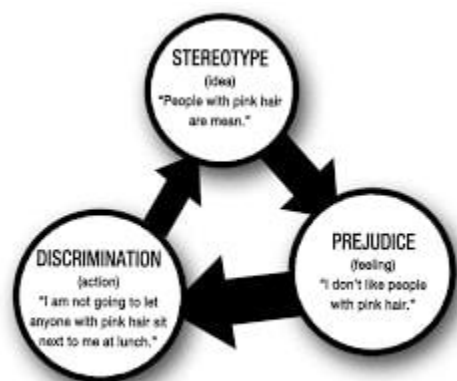 STEREOTYPE
(idea)
"People with pink hair
are mean."
PREJUDICE
(feeling)
"I don't like people
with pink hair."
DISCRIMINATION
(action)
"I am not going to let
anyone with pink hair sit
next to me at lunch."